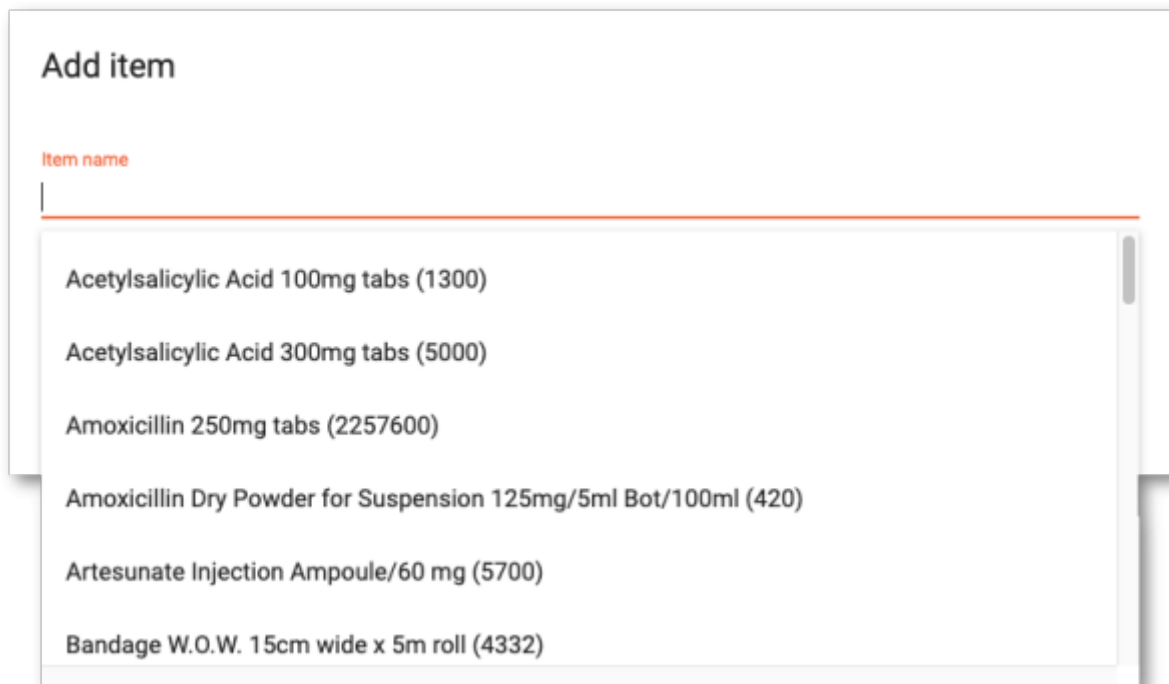 Add item
Item name
Acetylsalicylic Acid 100mg tabs (1300)
Acetylsalicylic Acid 300mg tabs (5000)
Amoxicillin 250mg tabs (2257600)
Amoxicillin Dry Powder for Suspension 125mg/5ml Bot/100ml (420)
Artesunate Injection Ampoule/60 mg (5700)
Bandage W.O.W. 15cm wide x 5m roll (4332)